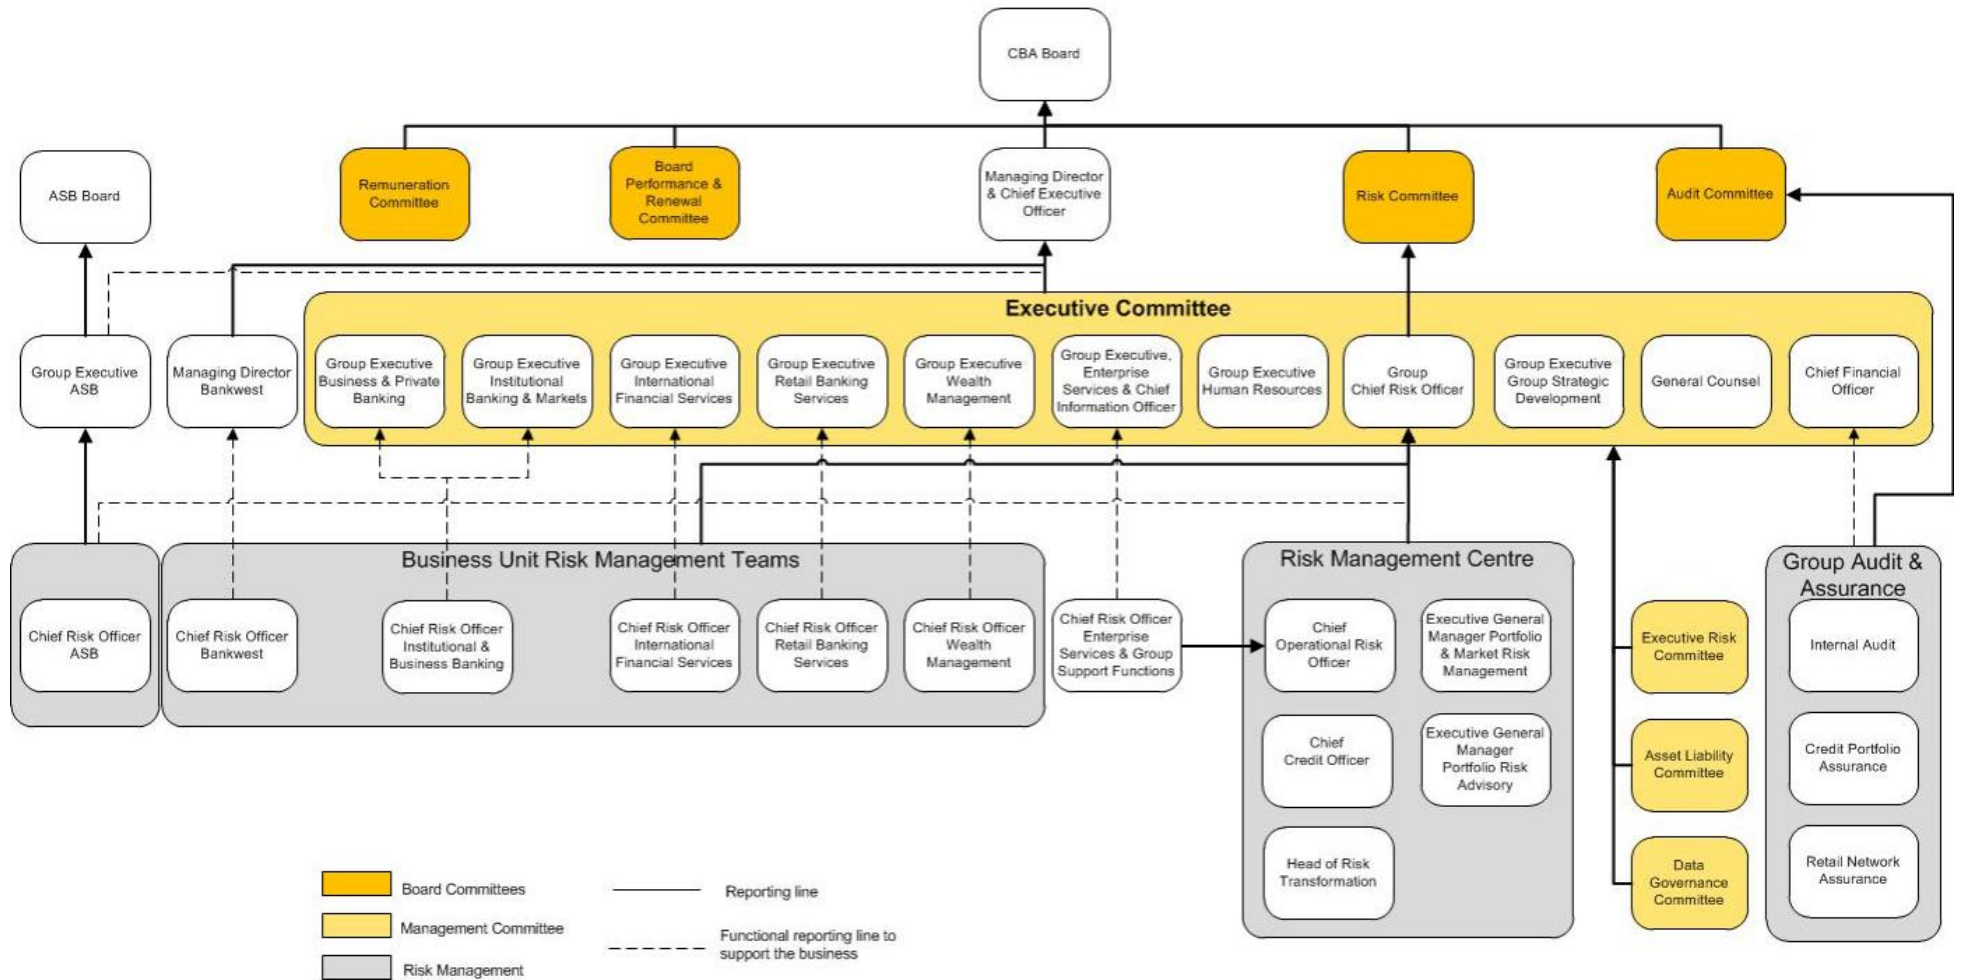 CBA Board
ASB Board
Remuneration
Committee
Board
Performance &
Renewal
Committee
Managing Director
& Chief Executive
Officer
Risk Committee
Audit Committee
Executive Committee
Group Executive
ASB
Managing Director
Bankwest
Group Executive
Business & Private
Banking
Group Executive
Institutional
Banking & Markets
Group Executive
International
Financial Services
Group Executive
Retail Banking
Services
Group Executive
Wealth
Management
Group Executive,
Enterprise
Services & Chief
Information Officer
Group Executive
Human Resources
Group
Chief Risk Officer
Group Executive
Group Strategic
Development
General Counsel
Chief Financial
Officer
Business Unit Risk Management Teams
Risk Management Centre
Group Audit &
Assurance
Chief Risk Officer
ASB
Chief Risk Officer
Bankwest
Chief Risk Officer
Institutional &
Business Banking
Chief Risk Officer
International
Financial Services
Chief Risk Officer
Retail Banking
Services
Chief Risk Officer
Wealth
Management
Chief Risk Officer
Enterprise
Services & Group
Support Functions
Chief
Operational Risk
Officer
Executive General
Manager Portfolio
& Market Risk
Management
Executive Risk
Committee
Internal Audit
Chief
Credit Officer
Executive General
Manager
Portfolio Risk
Advisory
Asset Liability
Committee
Credit Portfolio
Assurance
Head of Risk
Transformation
Data
Governance
Committee
Retail Network
Assurance
Board Committees
Reporting line
Management Committee
Functional reporting line to
support the business
Risk Management